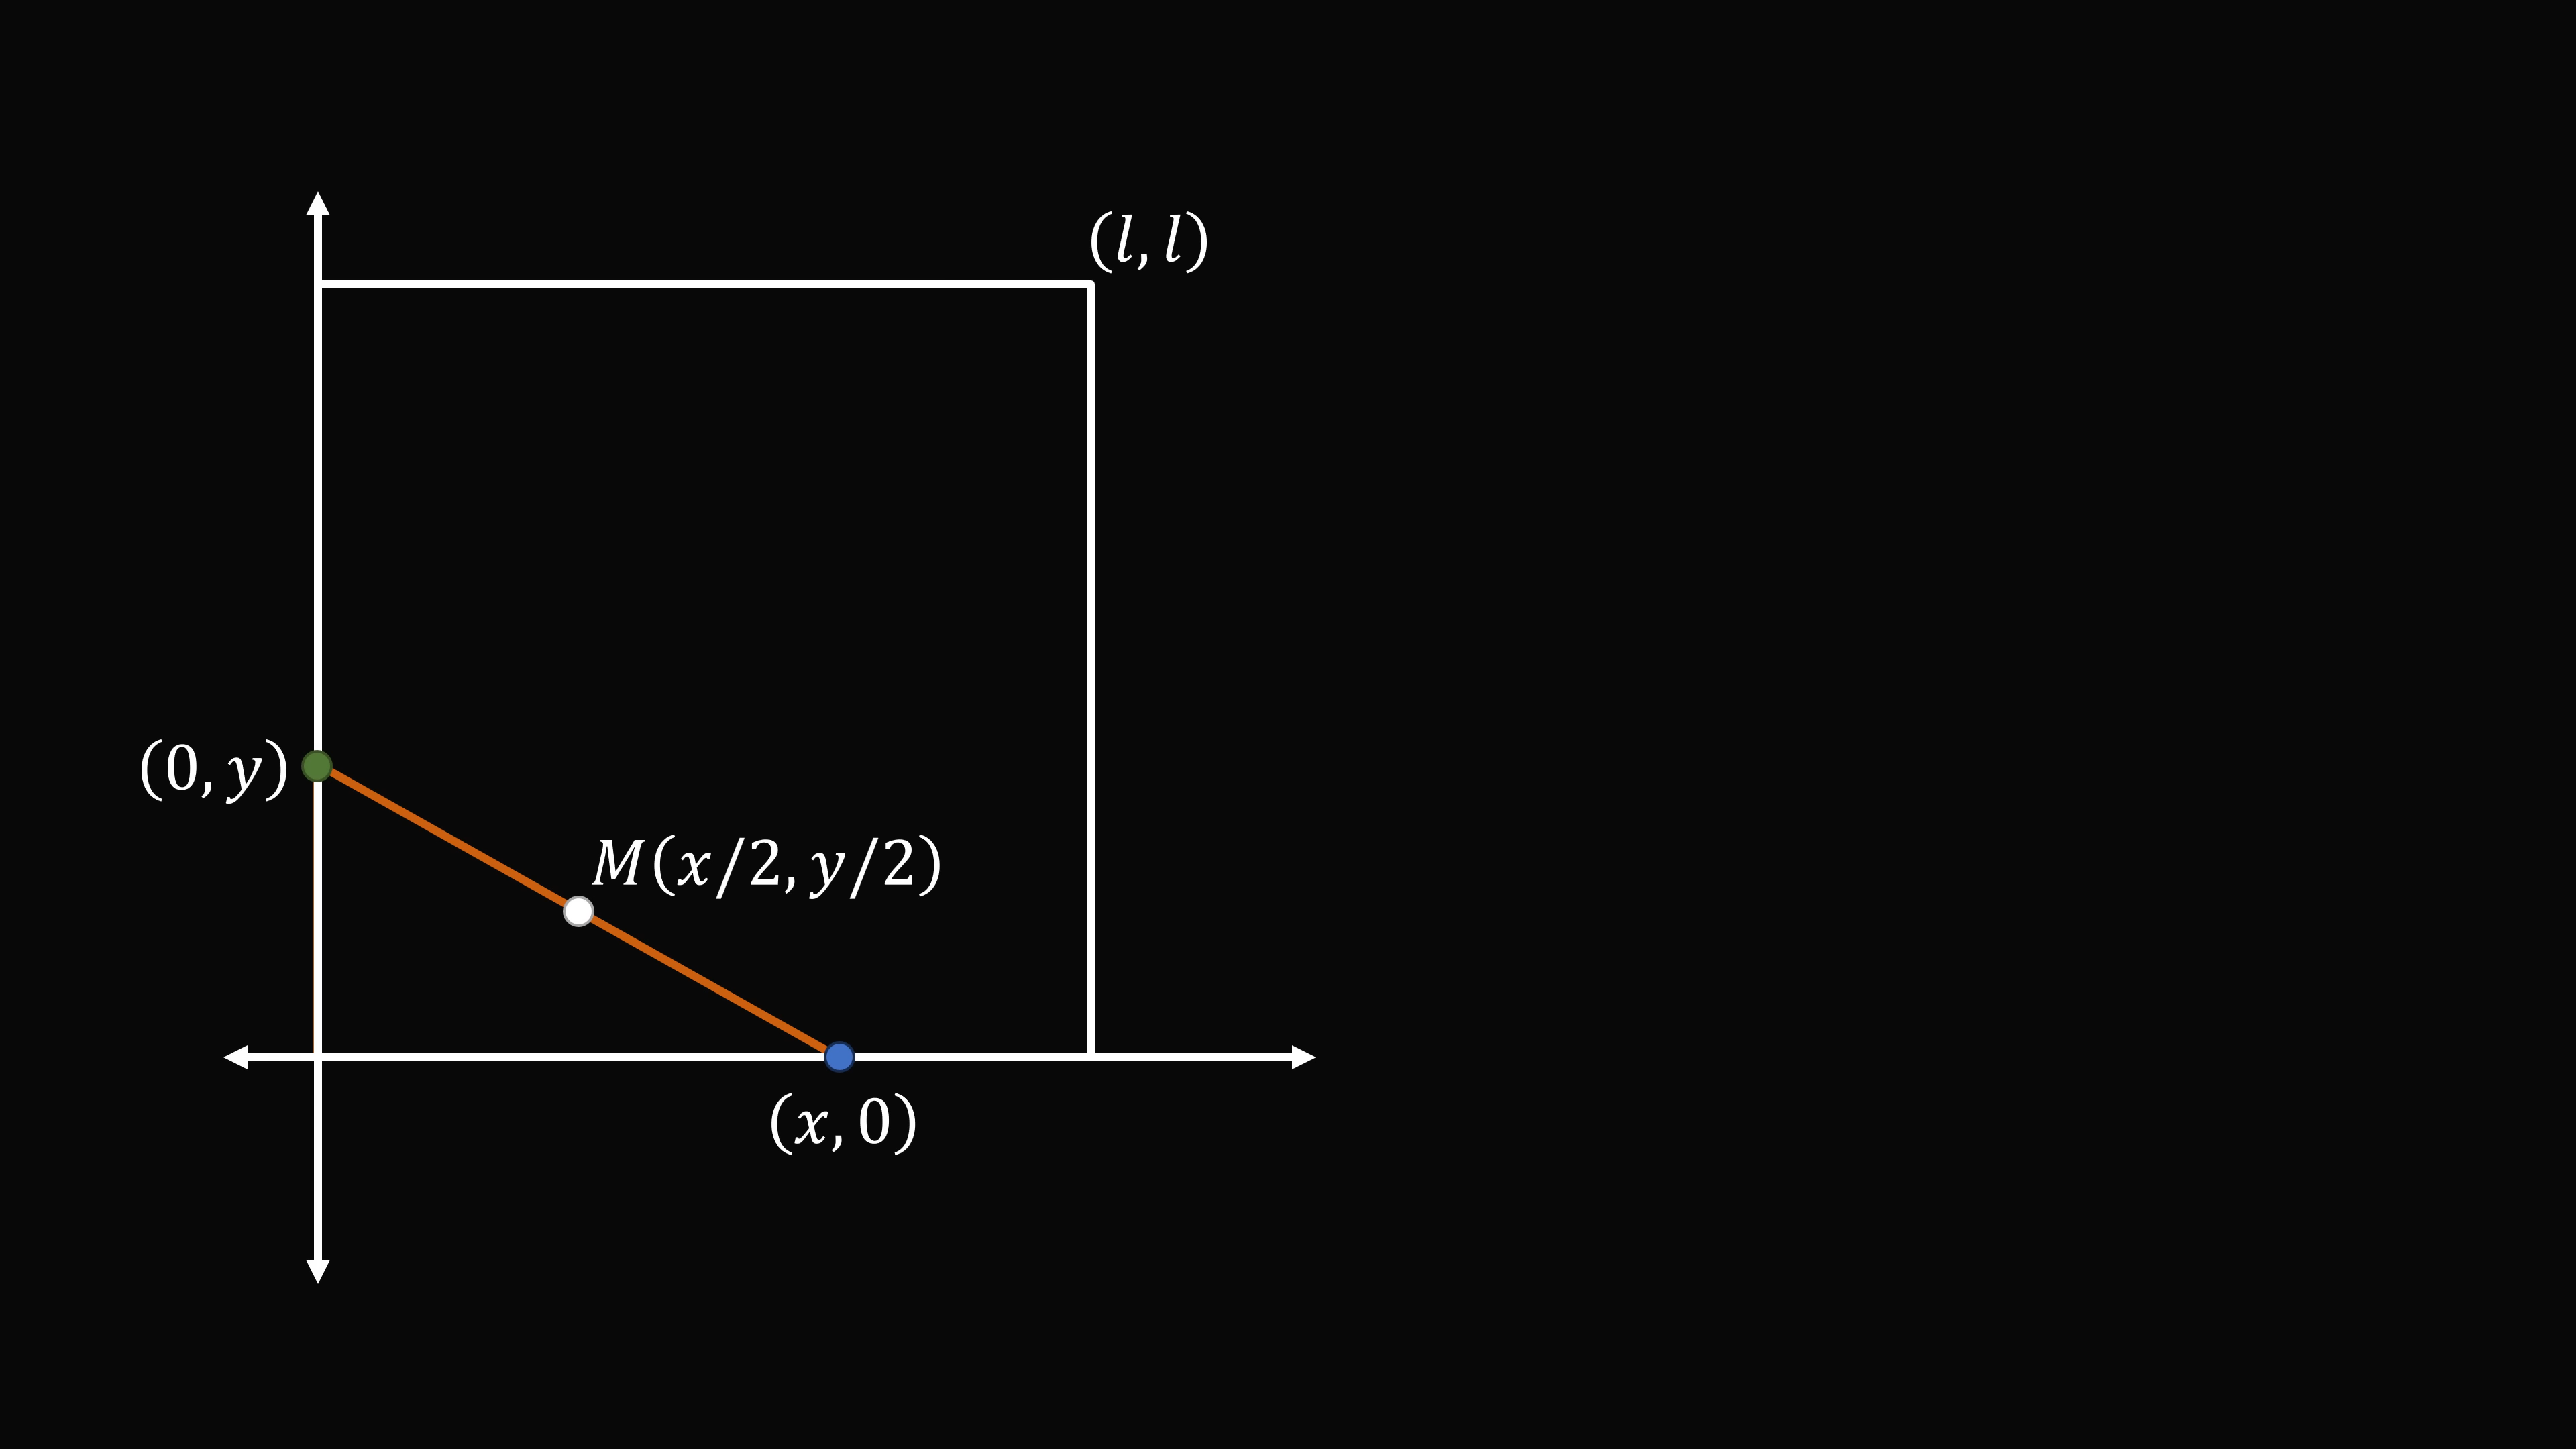 (l, l)
(0, y)
M(x/2, y/2)
(x, 0)